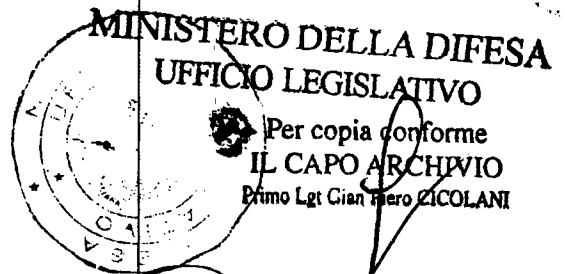 MINISTERO DELLA DIFESA
UFFICIO LEGISLATIVO
Per copia conforme
IL CAPO ARCHIVIO
Primo Lgt Gian Piero CICOLANI